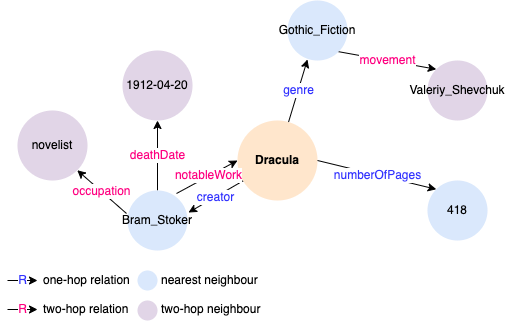 Gothic_Fiction
movement
1912-04-20
genre
Valeriy_Shevchuk
novelist
deathDate
Dracula
notableWork
numberOfPages
occupation
creator
Bram_Stoker
418
R one-hop relation nearest neighbour
R two-hop relation two-hop neighbour